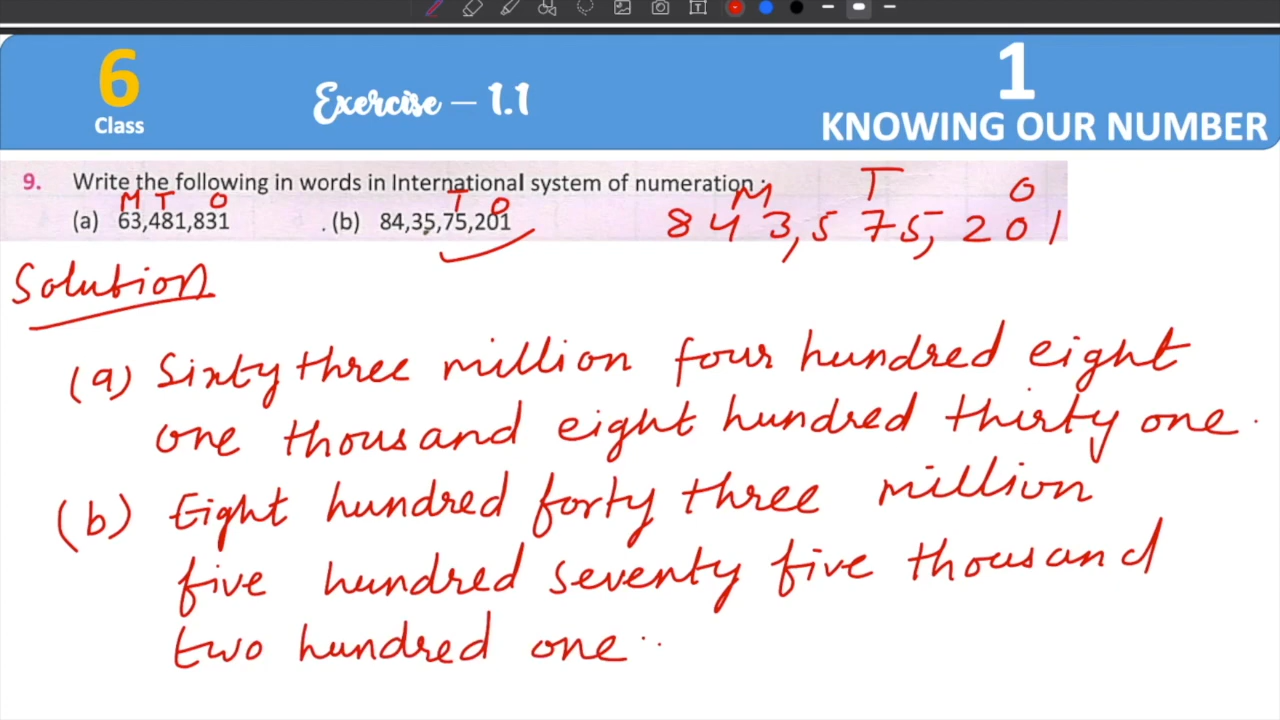 6
Class
Exercise – 1.1
1
KNOWING OUR NUMBER
9. Write the following in words in International system of numeration :
M T O T O M T O
(a) 63,481,831 (b) 84,35,75,201 843,575,201
Solution
(a) Sixty three million four hundred eight
one thousand eight hundred thirty one.
(b) Eight hundred forty three million
five hundred seventy five thousand
two hundred one.